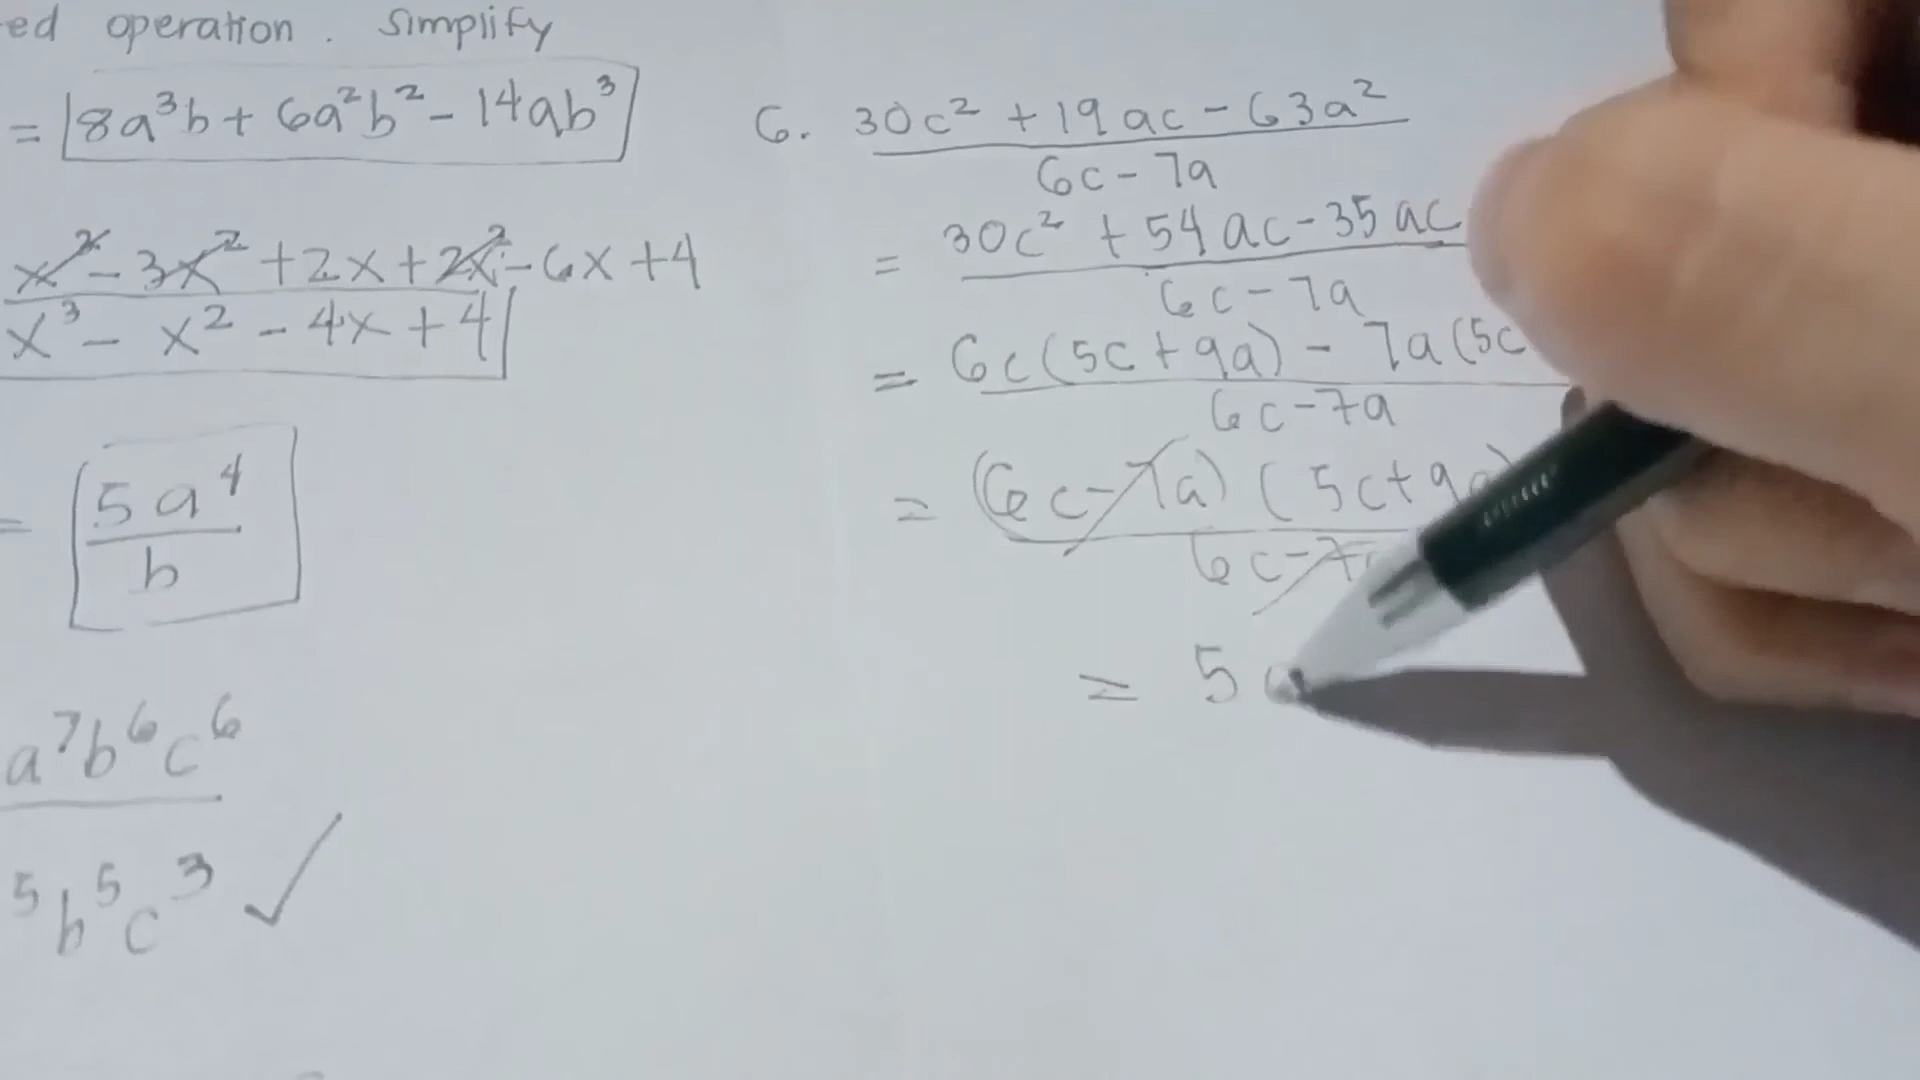 ed operation. Simplify
= 8a³b + 6a²b² - 14ab³
x² - 3x² + 2x + 2x² - 6x + 4
x³ - x² - 4x + 4
= 5a⁴
b
a⁷b⁶c⁶
⁵b⁵c³ ✓
6. 30c² + 19ac - 63a²
6c - 7a
= 30c² + 54ac - 35ac
6c - 7a
= 6c(5c + 9a) - 7a(5c
6c - 7a
= (6c - 7a) (5c + 9a)
6c - 7a
= 5c